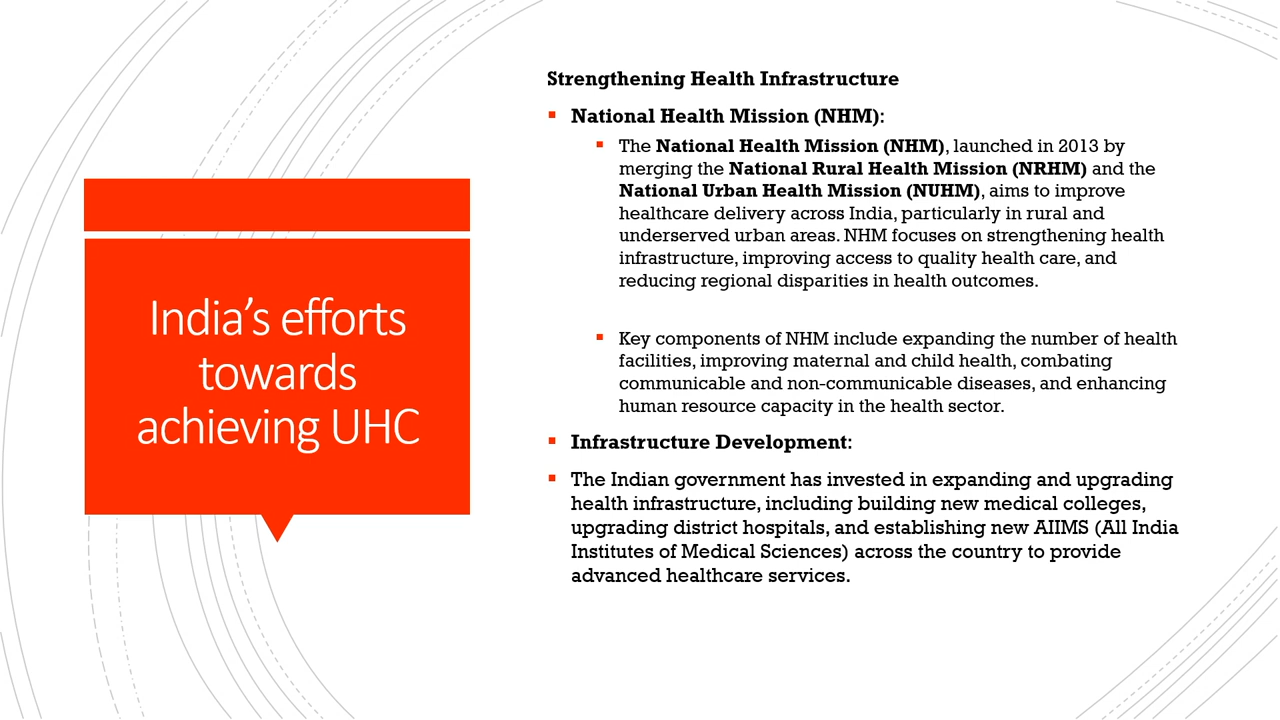 India’s efforts
towards
achieving UHC
Strengthening Health Infrastructure
National Health Mission (NHM):
The National Health Mission (NHM), launched in 2013 by
merging the National Rural Health Mission (NRHM) and the
National Urban Health Mission (NUHM), aims to improve
healthcare delivery across India, particularly in rural and
underserved urban areas. NHM focuses on strengthening health
infrastructure, improving access to quality health care, and
reducing regional disparities in health outcomes.
Key components of NHM include expanding the number of health
facilities, improving maternal and child health, combating
communicable and non-communicable diseases, and enhancing
human resource capacity in the health sector.
Infrastructure Development:
The Indian government has invested in expanding and upgrading
health infrastructure, including building new medical colleges,
upgrading district hospitals, and establishing new AIIMS (All India
Institutes of Medical Sciences) across the country to provide
advanced healthcare services.